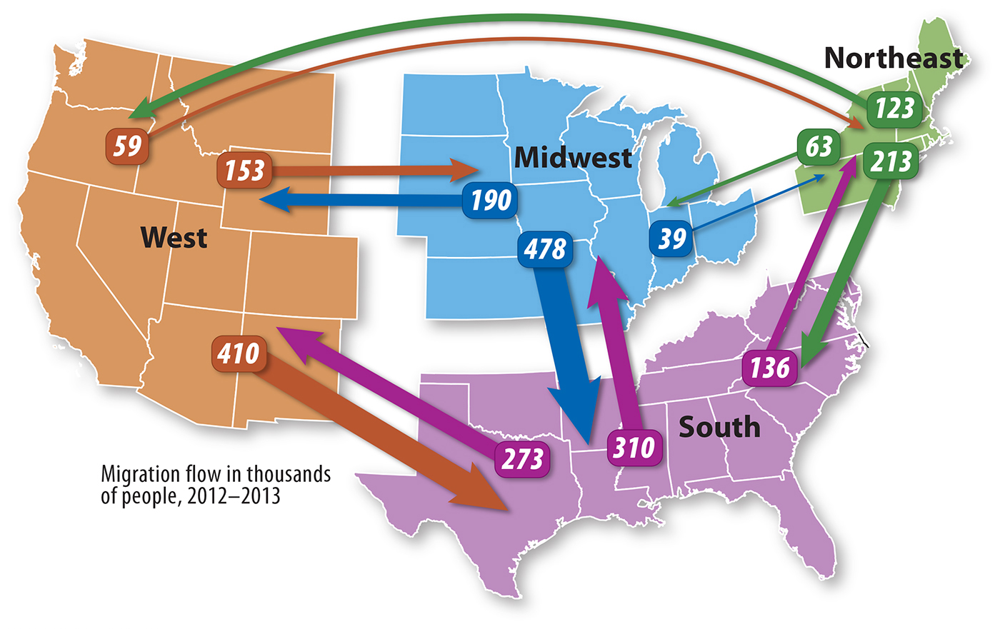 Northeast
123
63
213
59
153
Midwest
190
West
39
478
410
136
South
310
273
Migration flow in thousands
of people, 2012–2013